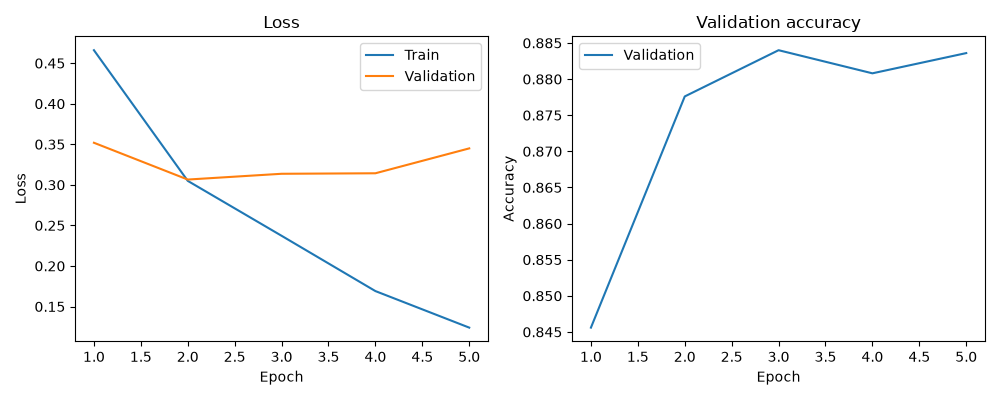 Loss
Train
Validation
Loss
0.45
0.40
0.35
0.30
0.25
0.20
0.15
1.0 1.5 2.0 2.5 3.0 3.5 4.0 4.5 5.0
Epoch
Validation accuracy
Validation
Accuracy
0.885
0.880
0.875
0.870
0.865
0.860
0.855
0.850
0.845
1.0 1.5 2.0 2.5 3.0 3.5 4.0 4.5 5.0
Epoch